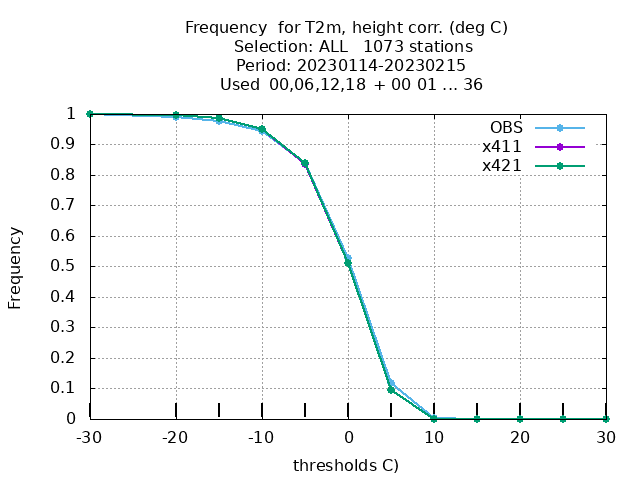 Frequency  for T2m, height corr. (deg C)
Selection: ALL   1073 stations
Period: 20230114-20230215
Used  00,06,12,18  + 00 01 ... 36
OBS
x411
x421
1
0.9
0.8
0.7
0.6
0.5
0.4
0.3
0.2
0.1
0
Frequency
-30 -20 -10 0 10 20 30
thresholds C)